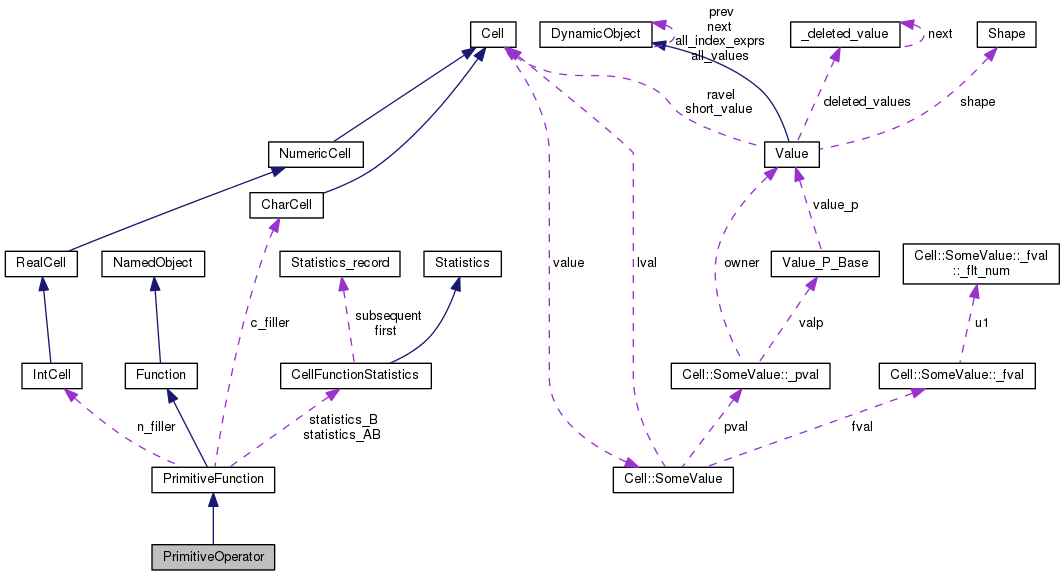 prev
next
all_index_exprs
all_values
Cell
DynamicObject
_deleted_value
next
Shape
ravel
short_value
deleted_values
shape
NumericCell
Value
CharCell
value_p
RealCell
NamedObject
Statistics_record
Statistics
value
lval
owner
Value_P_Base
Cell::SomeValue::_fval
::_flt_num
c_filler
subsequent
first
valp
u1
IntCell
Function
CellFunctionStatistics
Cell::SomeValue::_pval
Cell::SomeValue::_fval
n_filler
statistics_B
statistics_AB
pval
fval
PrimitiveFunction
Cell::SomeValue
PrimitiveOperator